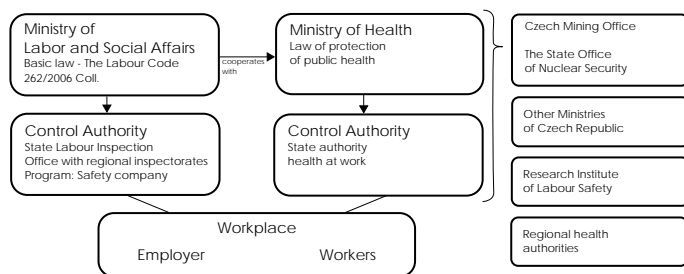 Ministry of
Labor and Social Affairs
Basic law - The Labour Code
262/2006 Coll.
cooperates
with
Ministry of Health
Law of protection
of public health
Control Authority
State Labour Inspection
Office with regional inspectorates
Program: Safety company
Control Authority
State authority
health at work
Workplace
Employer
Workers
Czech Mining Office
The State Office
of Nuclear Security
Other Ministries
of Czech Republic
Research Institute
of Labour Safety
Regional health
authorities